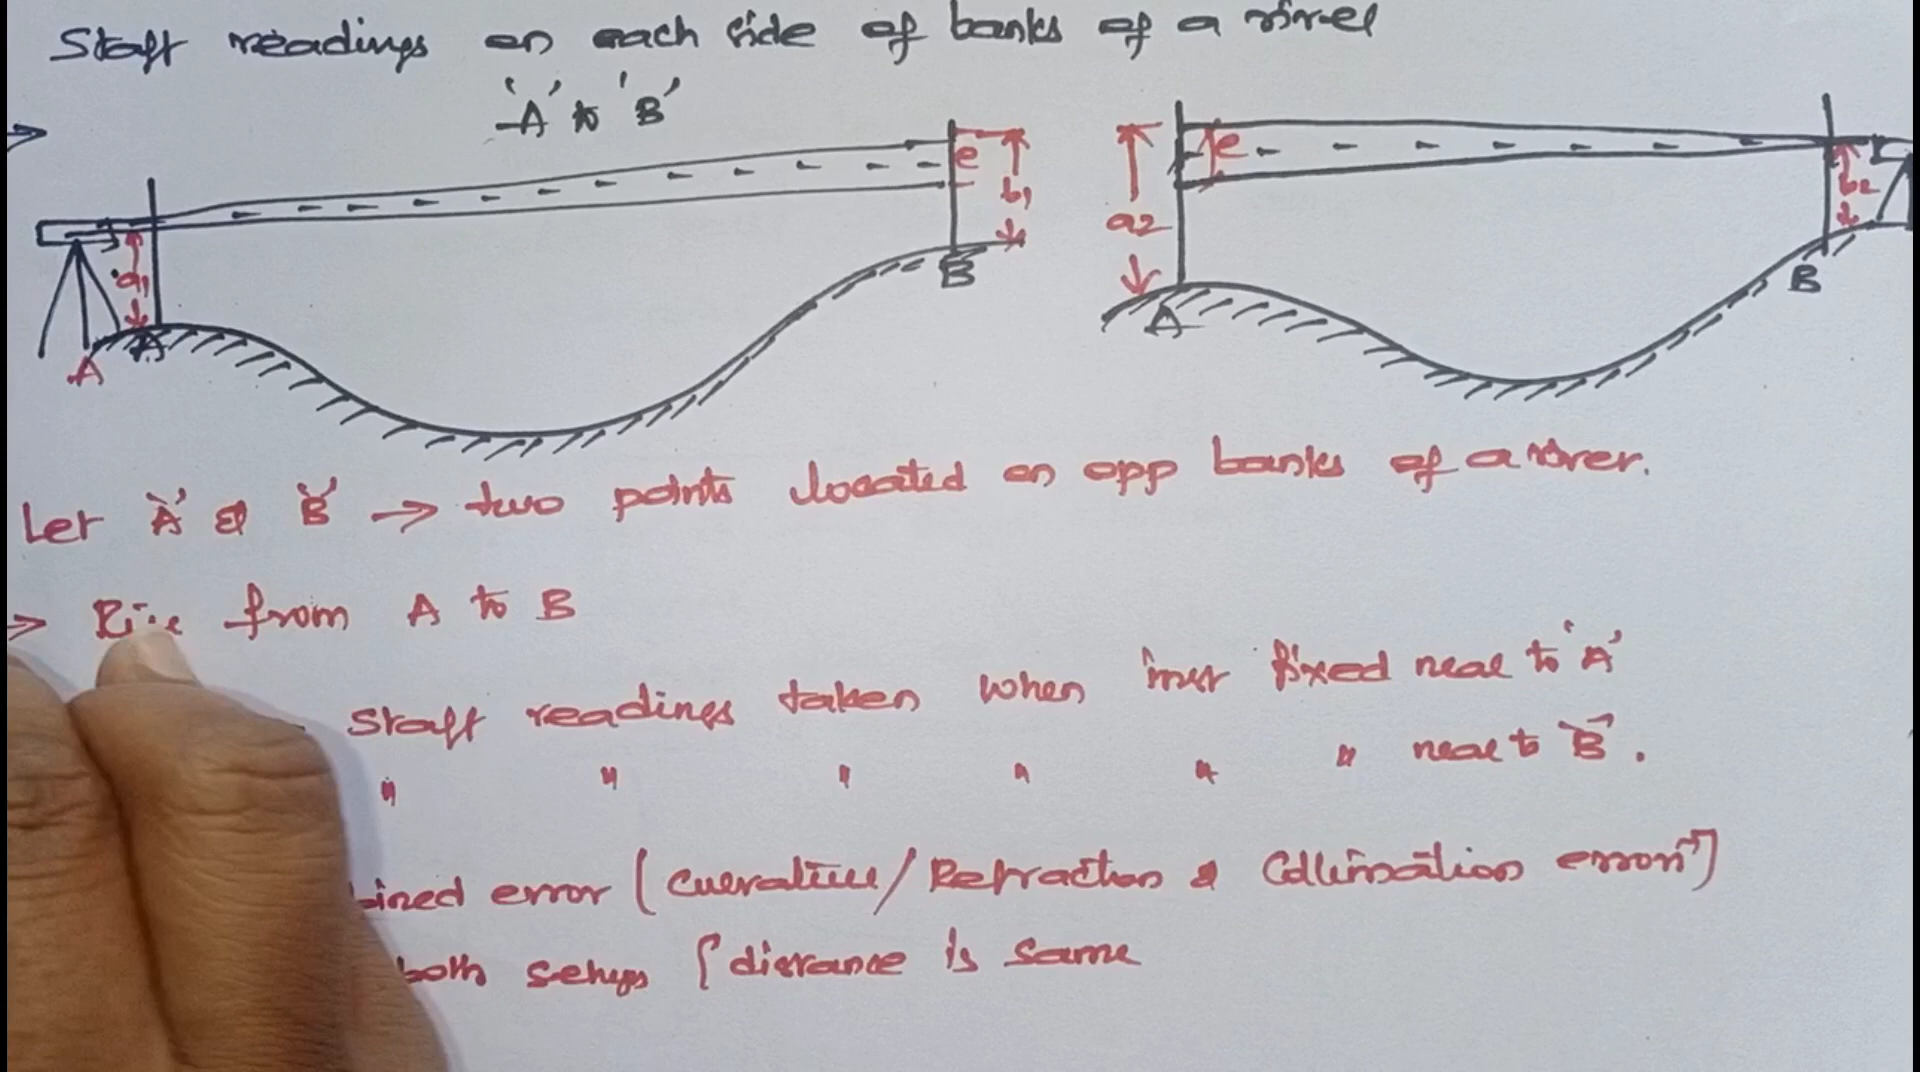 Staff readings on each side of banks of a river
'A' to 'B'
e
b1
a1
A
A
B
e
a2
b2
A
B
Let 'A' & 'B' → two points located on opp banks of a river.
→ Rise from A to B
Staff readings taken when inst fixed near to 'A'
" " " " " " near to 'B'.
bined error (curvature/Refraction & Collimation error)
both setups { distance is same